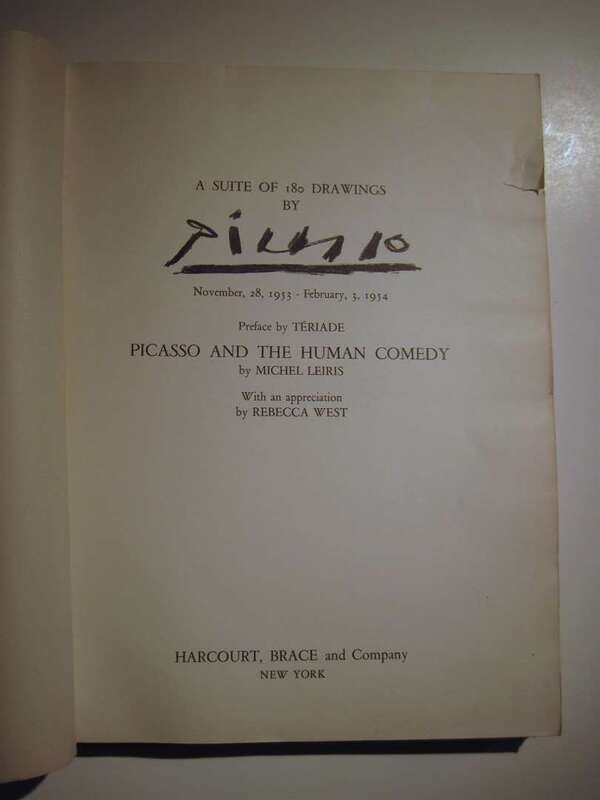 A SUITE OF 180 DRAWINGS
BY
Picasso
November, 28, 1953 - February, 3, 1954
Preface by TÉRIADE
PICASSO AND THE HUMAN COMEDY
by MICHEL LEIRIS
With an appreciation
by REBECCA WEST
HARCOURT, BRACE and Company
NEW YORK